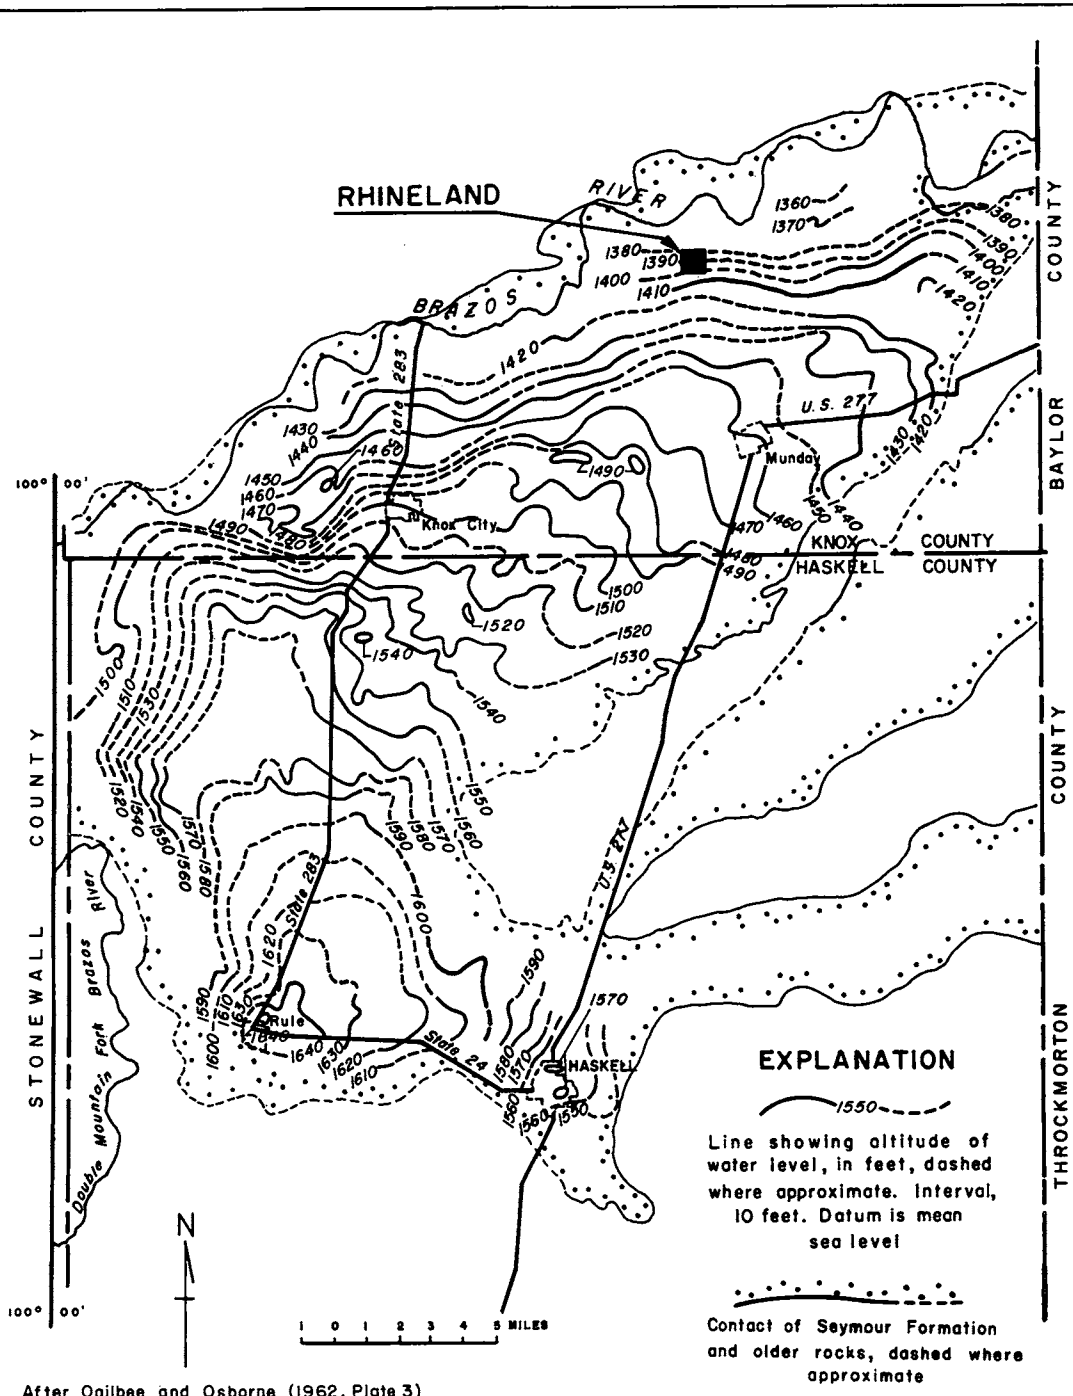 RHINELAND
RIVER
BRAZOS
1360
1370
1380
1390
1400
1410
1380
1390
1400
1410
1420
COUNTY
State 283
1420
1430
1440
1450
1460
1470
1480
1490
1460
U.S. 277
1430
1420
1490
Munday
BAYLOR
100° 00'
Knox City
1450
1440
1470
1460
1480
1490
KNOX COUNTY
HASKELL COUNTY
1500
1510
1520
1520
1530
1540
1540
1550
1560
1500
1510
1530
1520
1540
1550
1560
1570
1580
1590
1580
1570
STONEWALL COUNTY
COUNTY
THROCKMORTON
U.S. 277
State 283
1600
1620
1590
1600
1610
1630
1640
Rule
1640
1630
1620
1610
State 24
1590
1580
1570
1560
1570
HASKELL
1560
1550
Double Mountain Fork Brazos River
N
100° 00'
1 0 1 2 3 4 5 MILES
EXPLANATION
1550
Line showing altitude of
water level, in feet, dashed
where approximate. Interval,
10 feet. Datum is mean
sea level
Contact of Seymour Formation
and older rocks, dashed where
approximate
After Ogilbee and Osborne (1962, Plate 3)